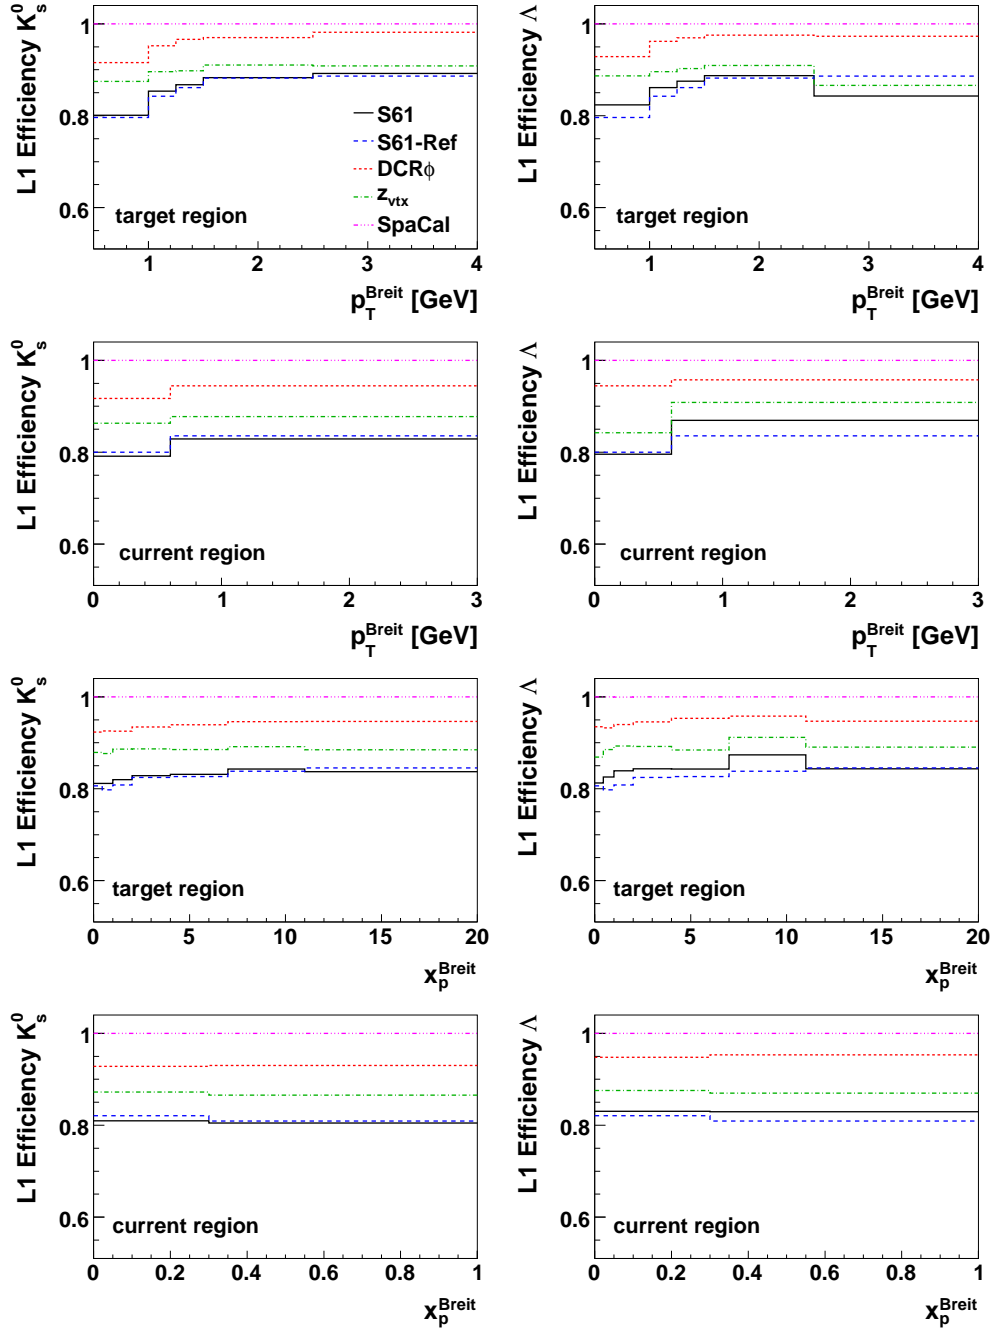 L1 Efficiency K⁰ₛ
1
0.8
0.6
S61
S61-Ref
DCRϕ
z_vtx
SpaCal
target region
1 2 3 4
p_T^Breit [GeV]
L1 Efficiency Λ
1
0.8
0.6
target region
1 2 3 4
p_T^Breit [GeV]
L1 Efficiency K⁰ₛ
1
0.8
0.6
current region
0 1 2 3
p_T^Breit [GeV]
L1 Efficiency Λ
1
0.8
0.6
current region
0 1 2 3
p_T^Breit [GeV]
L1 Efficiency K⁰ₛ
1
0.8
0.6
target region
0 5 10 15 20
x_p^Breit
L1 Efficiency Λ
1
0.8
0.6
target region
0 5 10 15 20
x_p^Breit
L1 Efficiency K⁰ₛ
1
0.8
0.6
current region
0 0.2 0.4 0.6 0.8 1
x_p^Breit
L1 Efficiency Λ
1
0.8
0.6
current region
0 0.2 0.4 0.6 0.8 1
x_p^Breit